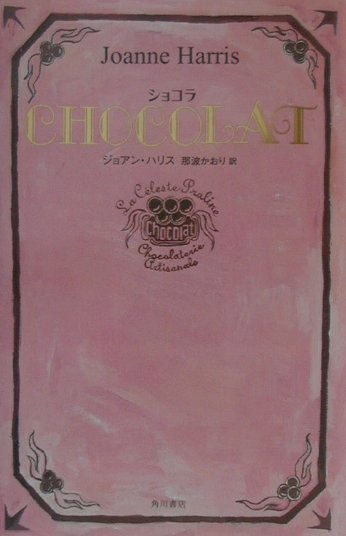 Joanne Harris
ショコラ
CHOCOLAT
ジョアン・ハリス 那波かおり 訳
La Céleste Praline
Chocolat
Chocolaterie
Artisanale
角川書店